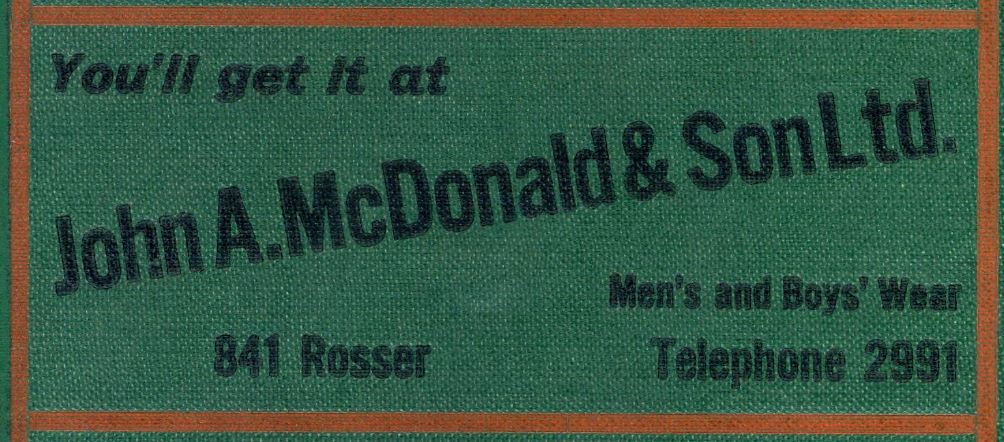 You'll get it at
John A. McDonald & Son Ltd.
Men's and Boys' Wear
841 Rosser Telephone 2991